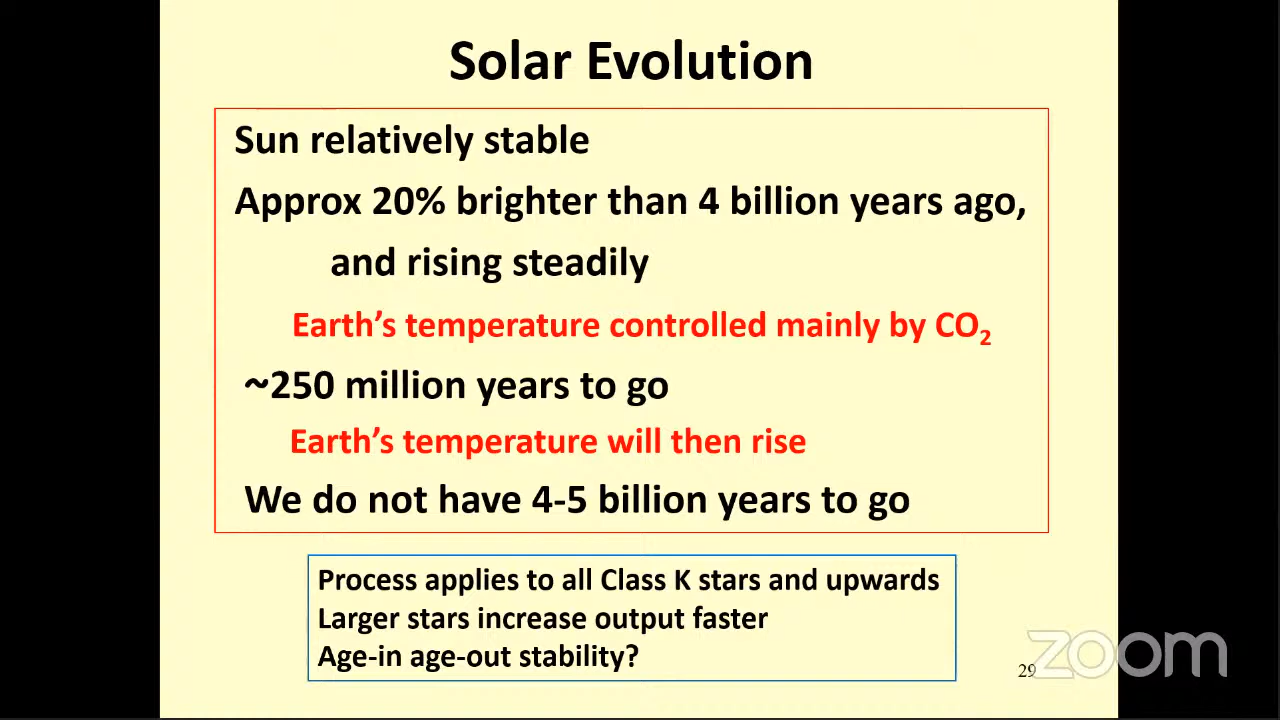 Solar Evolution
Sun relatively stable
Approx 20% brighter than 4 billion years ago,
and rising steadily
Earth's temperature controlled mainly by CO₂
~250 million years to go
Earth's temperature will then rise
We do not have 4-5 billion years to go
Process applies to all Class K stars and upwards
Larger stars increase output faster
Age-in age-out stability?
29
zoom